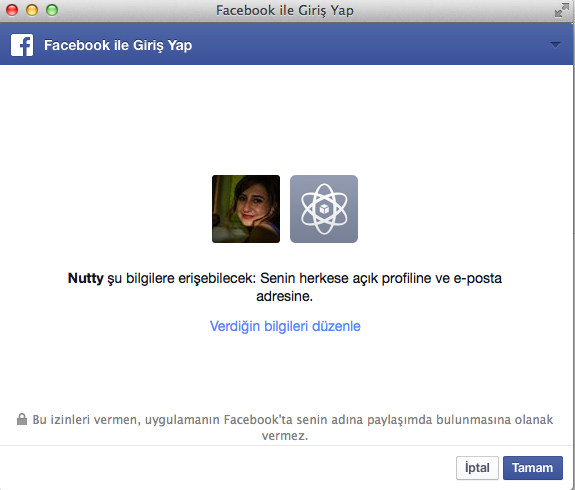 Facebook ile Giriş Yap
Facebook ile Giriş Yap
Nutty şu bilgilere erişebilecek: Senin herkese açık profiline ve e-posta
adresine.
Verdiğin bilgileri düzenle
Bu izinleri vermen, uygulamanın Facebook'ta senin adına paylaşımda bulunmasına olanak
vermez.
İptal
Tamam